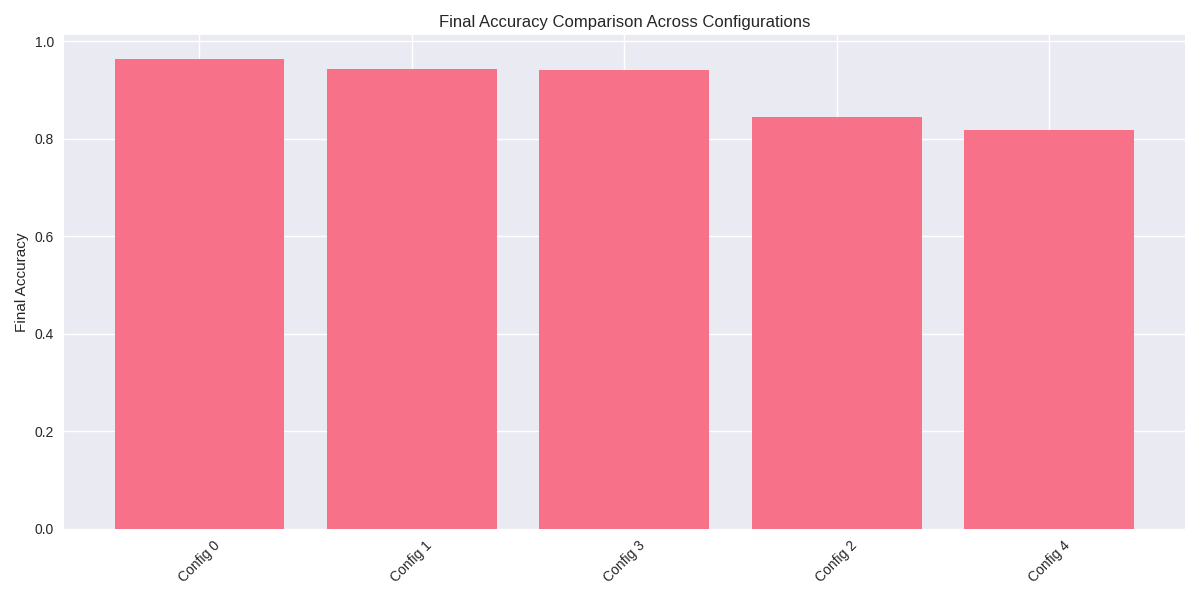 Final Accuracy Comparison Across Configurations
Final Accuracy
1.0
0.8
0.6
0.4
0.2
0.0
Config 0
Config 1
Config 3
Config 2
Config 4